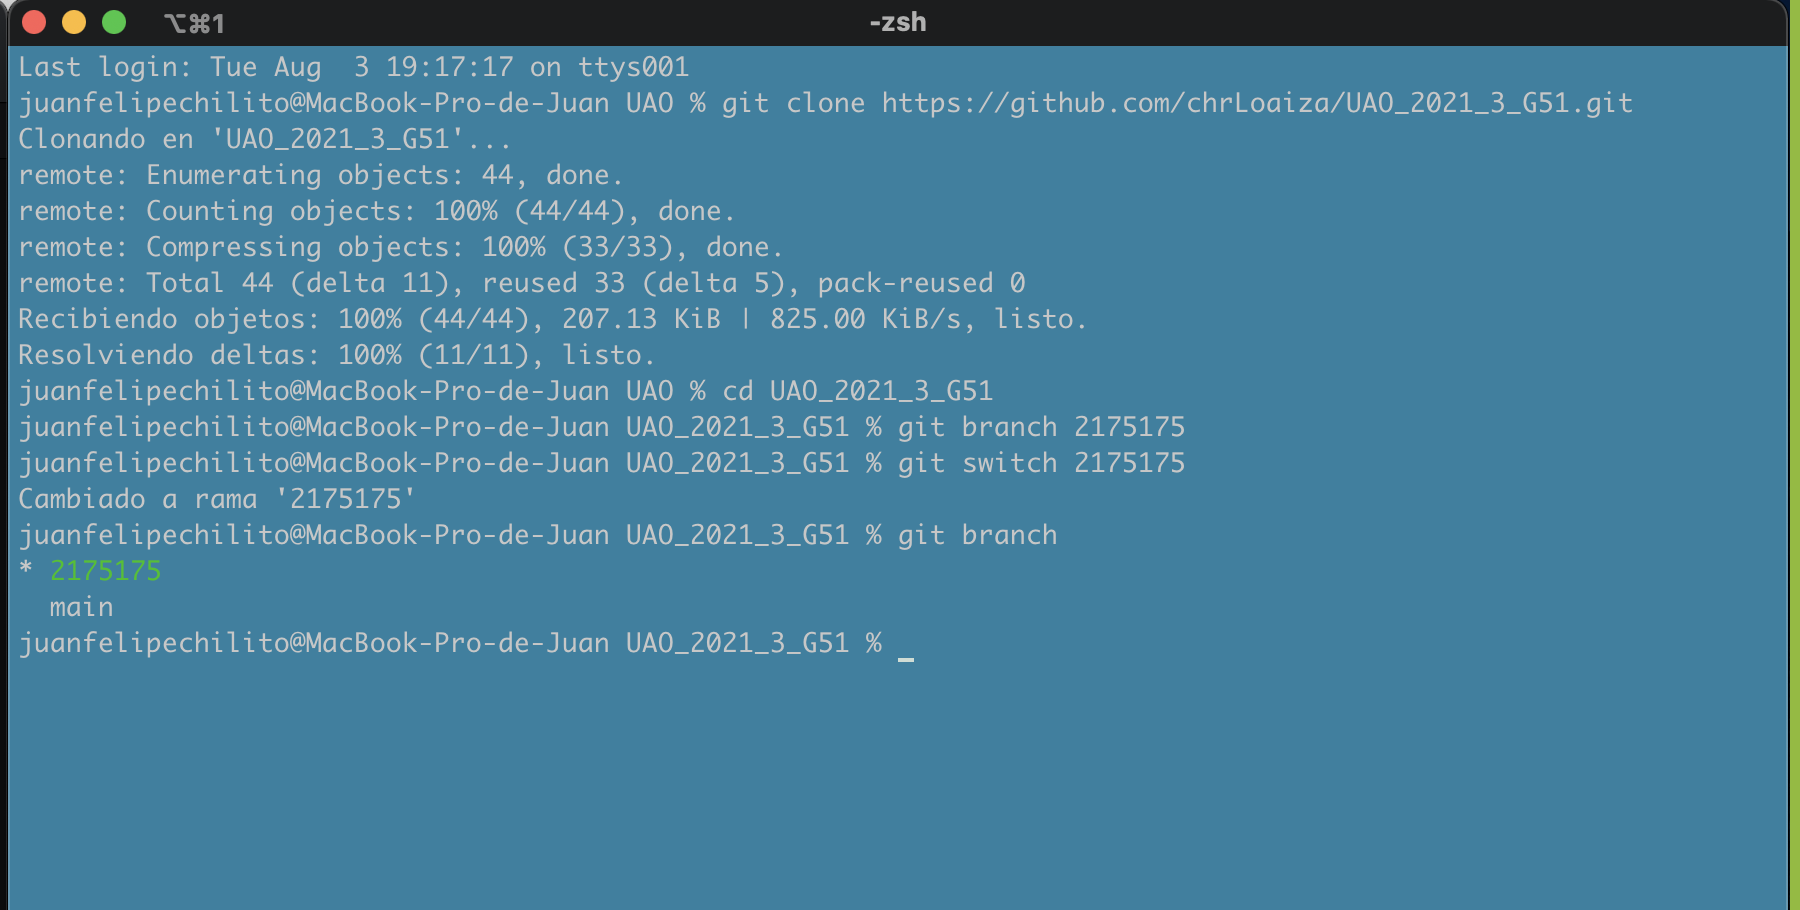 ⌥⌘1
-zsh
Last login: Tue Aug  3 19:17:17 on ttys001
juanfelipechilito@MacBook-Pro-de-Juan UAO % git clone https://github.com/chrLoaiza/UAO_2021_3_G51.git
Clonando en 'UAO_2021_3_G51'...
remote: Enumerating objects: 44, done.
remote: Counting objects: 100% (44/44), done.
remote: Compressing objects: 100% (33/33), done.
remote: Total 44 (delta 11), reused 33 (delta 5), pack-reused 0
Recibiendo objetos: 100% (44/44), 207.13 KiB | 825.00 KiB/s, listo.
Resolviendo deltas: 100% (11/11), listo.
juanfelipechilito@MacBook-Pro-de-Juan UAO % cd UAO_2021_3_G51
juanfelipechilito@MacBook-Pro-de-Juan UAO_2021_3_G51 % git branch 2175175
juanfelipechilito@MacBook-Pro-de-Juan UAO_2021_3_G51 % git switch 2175175
Cambiado a rama '2175175'
juanfelipechilito@MacBook-Pro-de-Juan UAO_2021_3_G51 % git branch
* 2175175
  main
juanfelipechilito@MacBook-Pro-de-Juan UAO_2021_3_G51 % _